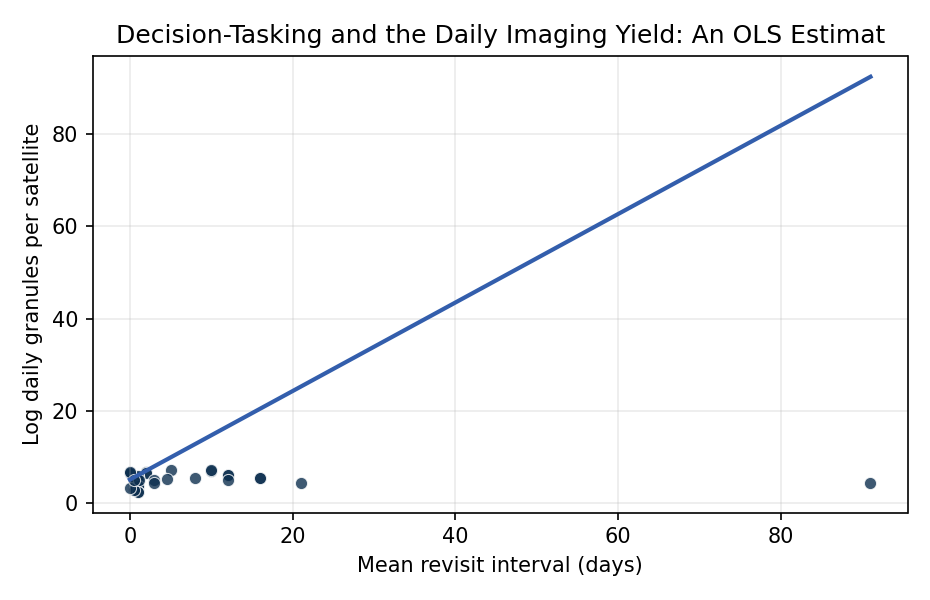 Decision-Tasking and the Daily Imaging Yield: An OLS Estimat
Log daily granules per satellite
80
60
40
20
0
0 20 40 60 80
Mean revisit interval (days)